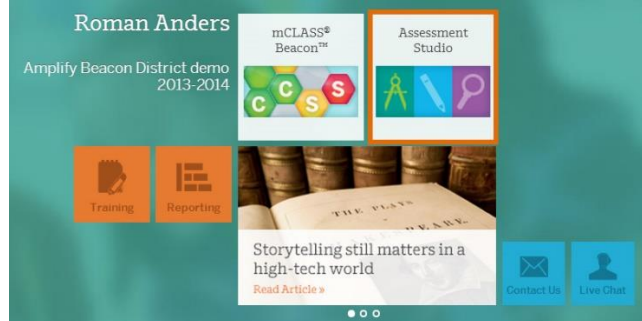 Roman Anders
Amplify Beacon District demo
2013-2014
mCLASS® Beacon™
CCSS
Assessment
Studio
Training
Reporting
THE PLAYS
Storytelling still matters in a
high-tech world
Read Article »
Contact Us
Live Chat